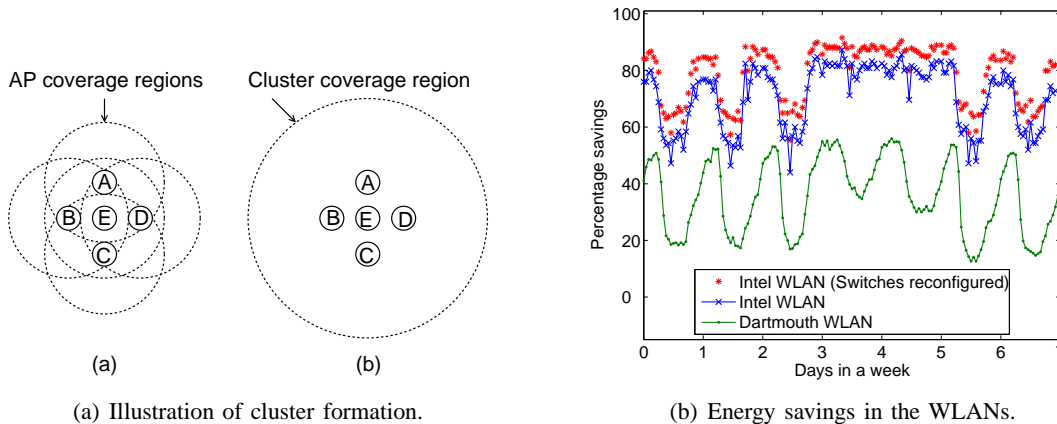 AP coverage regions
A
B E D
C
(a)
Cluster coverage region
A
B E D
C
(b)
(a) Illustration of cluster formation.
Percentage savings
100
80
60
40
20
0
Intel WLAN (Switches reconfigured)
Intel WLAN
Dartmouth WLAN
0 1 2 3 4 5 6 7
Days in a week
(b) Energy savings in the WLANs.